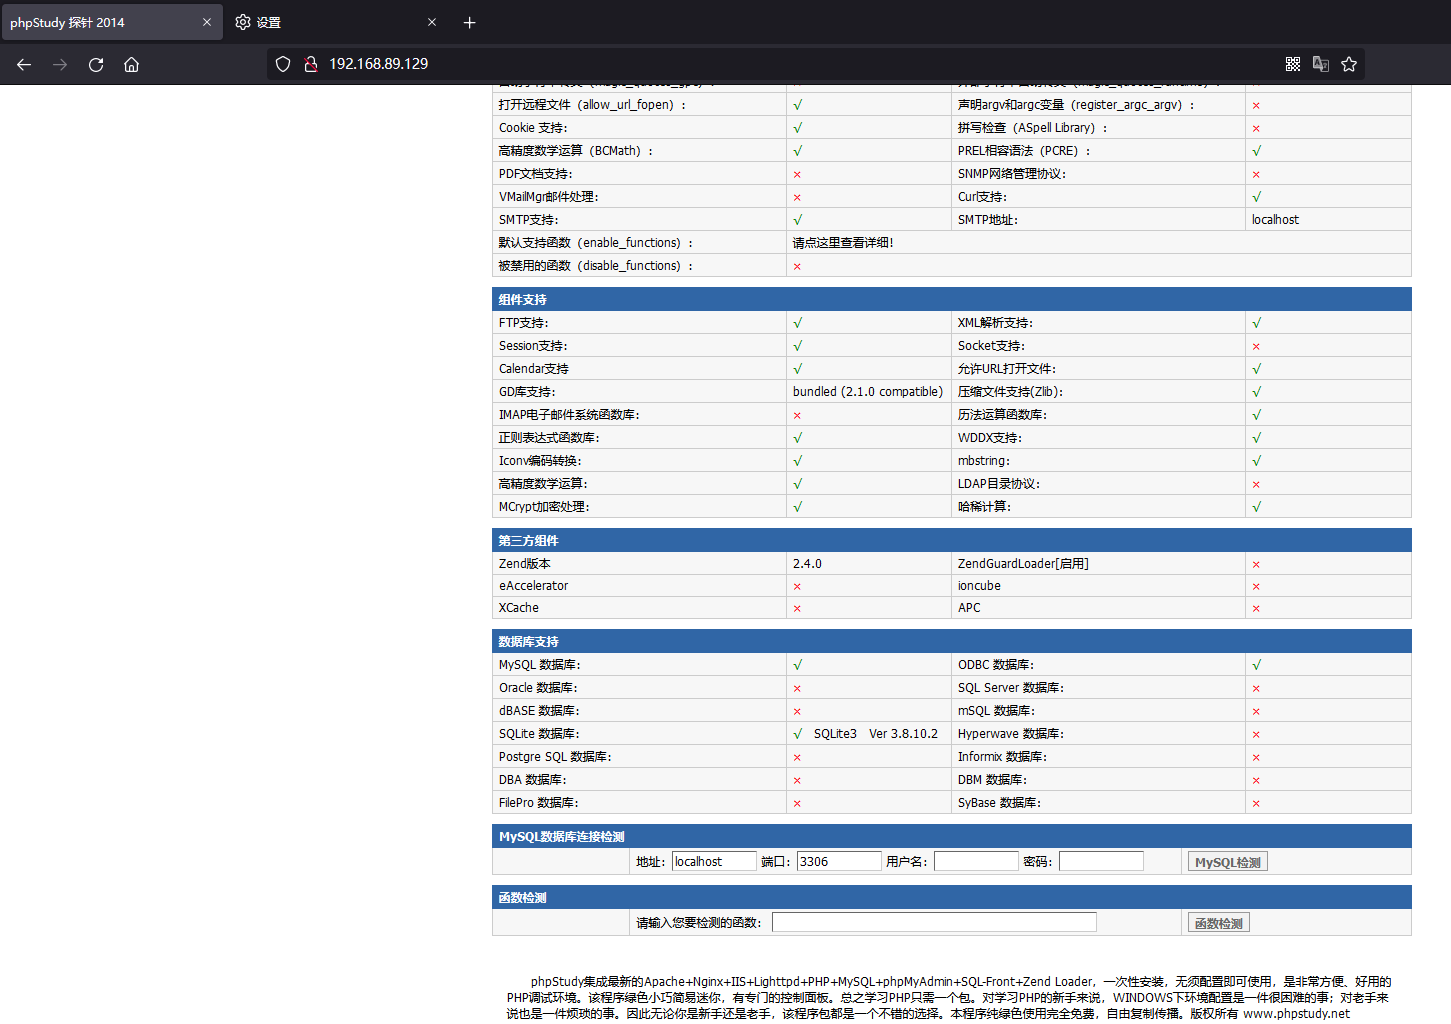 phpStudy 探针 2014
设置
192.168.89.129
打开远程文件（allow_url_fopen）： √ 声明argv和argc变量（register_argc_argv）： ×
Cookie 支持： √ 拼写检查（ASpell Library）： ×
高精度数学运算（BCMath）： √ PREL相容语法（PCRE）： √
PDF文档支持： × SNMP网络管理协议： ×
VMailMgr邮件处理： × Curl支持： √
SMTP支持： √ SMTP地址： localhost
默认支持函数（enable_functions）： 请点这里查看详细！
被禁用的函数（disable_functions）： ×
组件支持
FTP支持： √ XML解析支持： √
Session支持： √ Socket支持： ×
Calendar支持 √ 允许URL打开文件： √
GD库支持： bundled (2.1.0 compatible) 压缩文件支持(Zlib)： √
IMAP电子邮件系统函数库： × 历法运算函数库： √
正则表达式函数库： √ WDDX支持： √
Iconv编码转换： √ mbstring： √
高精度数学运算： √ LDAP目录协议： ×
MCrypt加密处理： √ 哈稀计算： √
第三方组件
Zend版本 2.4.0 ZendGuardLoader[启用] ×
eAccelerator × ioncube ×
XCache × APC ×
数据库支持
MySQL 数据库： √ ODBC 数据库： √
Oracle 数据库： × SQL Server 数据库： ×
dBASE 数据库： × mSQL 数据库： ×
SQLite 数据库： √ SQLite3 Ver 3.8.10.2 Hyperwave 数据库： ×
Postgre SQL 数据库： × Informix 数据库： ×
DBA 数据库： × DBM 数据库： ×
FilePro 数据库： × SyBase 数据库： ×
MySQL数据库连接检测
地址： localhost 端口： 3306 用户名： 密码： MySQL检测
函数检测
请输入您要检测的函数： 函数检测
phpStudy集成最新的Apache+Nginx+IIS+Lighttpd+PHP+MySQL+phpMyAdmin+SQL-Front+Zend Loader，一次性安装，无须配置即可使用，是非常方便、好用的
PHP调试环境。该程序绿色小巧简易迷你，有专门的控制面板。总之学习PHP只需一个包。对学习PHP的新手来说，WINDOWS下环境配置是一件很困难的事；对老手来
说也是一件烦琐的事。因此无论你是新手还是老手，该程序包都是一个不错的选择。本程序纯绿色使用完全免费，自由复制传播。版权所有 www.phpstudy.net